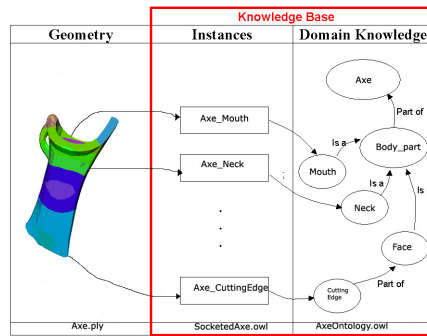 Knowledge Base
Geometry
Instances
Domain Knowledge
Axe
Part of
Axe_Mouth
Body_part
Is a
Mouth
Axe_Neck
Is a
Is
Neck
Face
Part of
Axe_CuttingEdge
Cutting
Edge
Axe.ply
SocketedAxe.owl
AxeOntology.owl